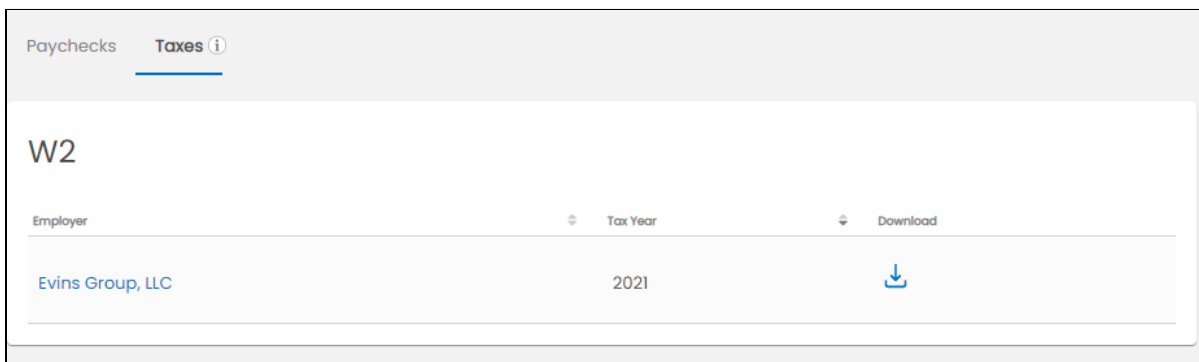 Paychecks Taxes i
W2
Employer Tax Year Download
Evins Group, LLC 2021